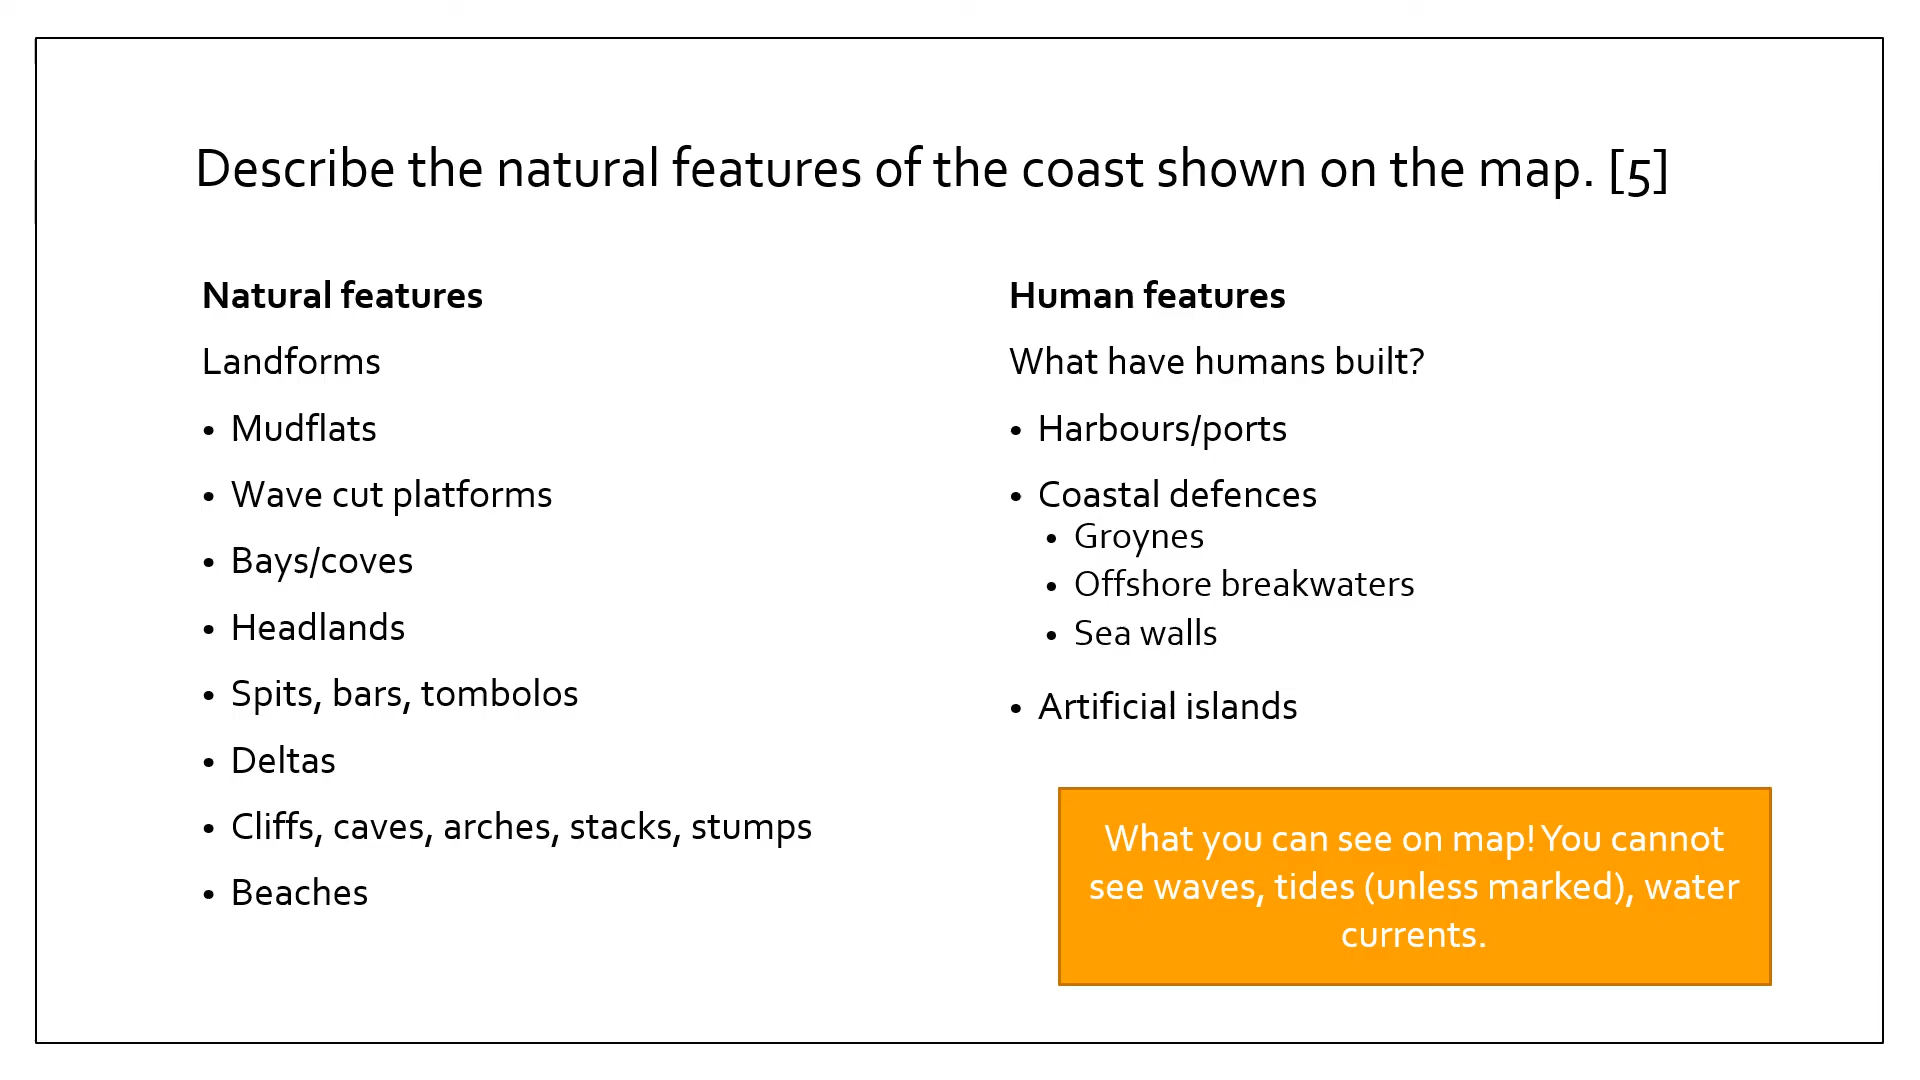 Describe the natural features of the coast shown on the map. [5]
Natural features
Landforms
• Mudflats
• Wave cut platforms
• Bays/coves
• Headlands
• Spits, bars, tombolos
• Deltas
• Cliffs, caves, arches, stacks, stumps
• Beaches
Human features
What have humans built?
• Harbours/ports
• Coastal defences
• Groynes
• Offshore breakwaters
• Sea walls
• Artificial islands
What you can see on map! You cannot
see waves, tides (unless marked), water
currents.